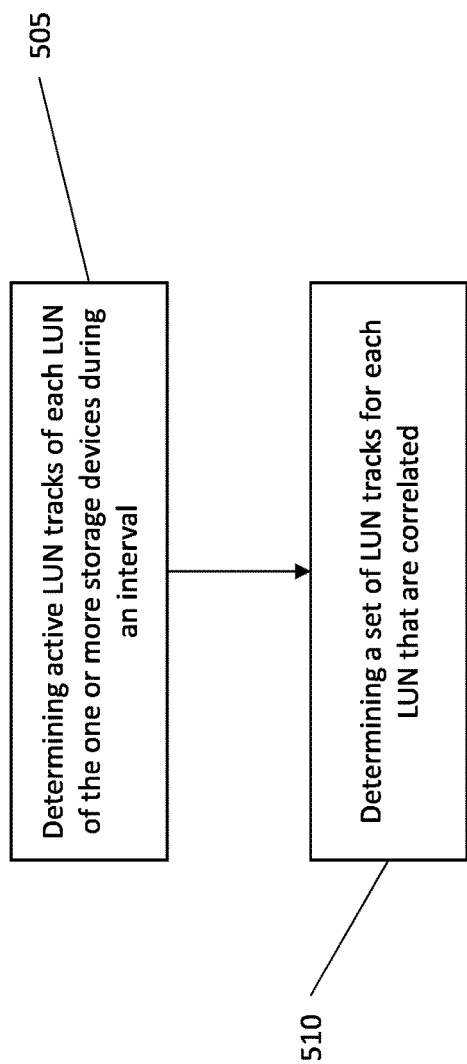 505
Determining active LUN tracks of each LUN
of the one or more storage devices during
an interval
Determining a set of LUN tracks for each
LUN that are correlated
510